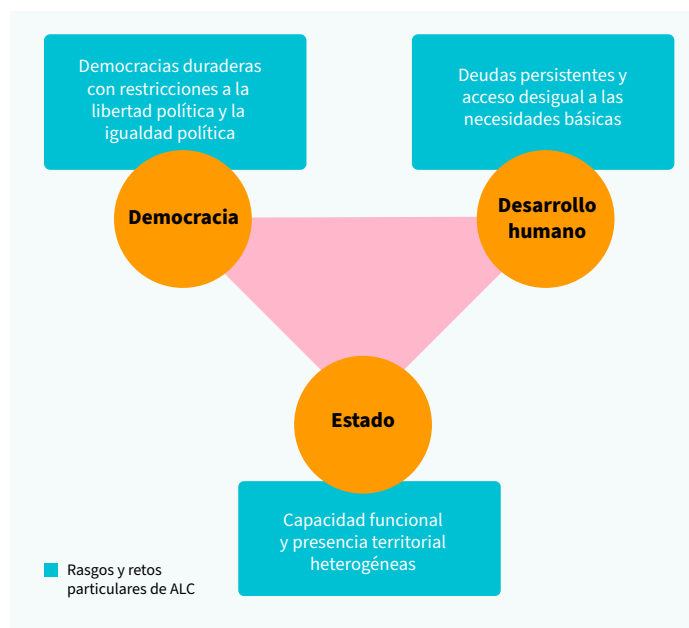 Democracias duraderas
con restricciones a la
libertad política y la
igualdad política
Deudas persistentes y
acceso desigual a las
necesidades básicas
Democracia
Desarrollo
humano
Estado
Capacidad funcional
y presencia territorial
heterogéneas
Rasgos y retos
particulares de ALC